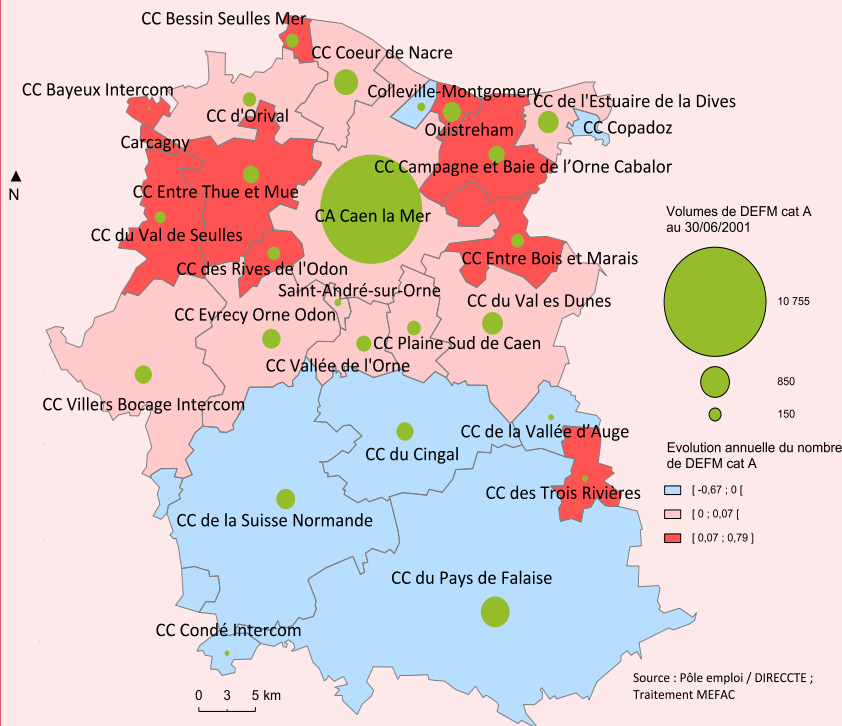 CC Bessin Seulles Mer
CC Coeur de Nacre
CC Bayeux Intercom
Colleville-Montgomery
CC de l'Estuaire de la Dives
CC d'Orival
Ouistreham
CC Copadoz
Carcagny
CC Campagne et Baie de l’Orne Cabalor
N
CC Entre Thue et Mue
CA Caen la Mer
CC du Val de Seulles
CC Entre Bois et Marais
CC des Rives de l'Odon
Saint-André-sur-Orne
CC du Val es Dunes
CC Evrecy Orne Odon
CC Plaine Sud de Caen
CC Vallée de l'Orne
CC Villers Bocage Intercom
CC de la Vallée d’Auge
CC du Cingal
CC des Trois Rivières
CC de la Suisse Normande
CC du Pays de Falaise
CC Condé Intercom
0 3 5 km
Volumes de DEFM cat A
au 30/06/2001
10 755
850
150
Evolution annuelle du nombre
de DEFM cat A
[ -0,67 ; 0 [
[ 0 ; 0,07 [
[ 0,07 ; 0,79 ]
Source : Pôle emploi / DIRECCTE ;
Traitement MEFAC